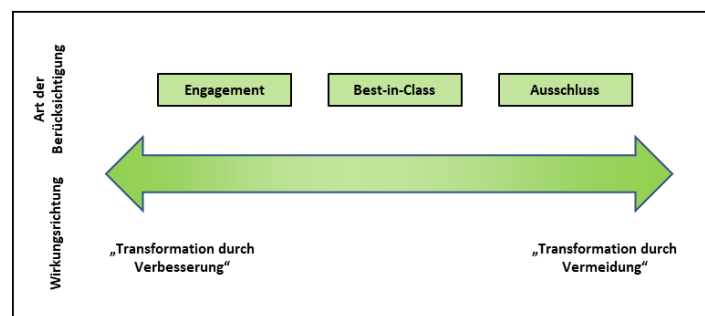 Art der
Berücksichtigung
Engagement
Best-in-Class
Ausschluss
Wirkungsrichtung
„Transformation durch
Verbesserung“
„Transformation durch
Vermeidung“